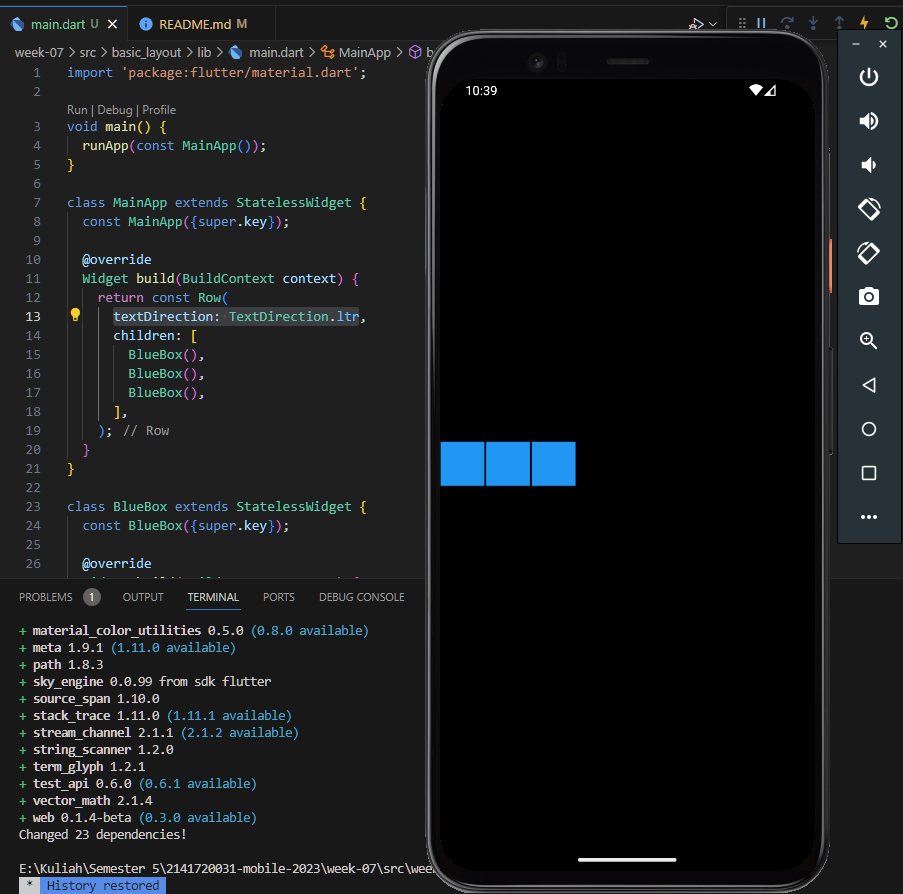 main.dart U
README.md M
week-07 > src > basic_layout > lib > main.dart > MainApp >
1 import 'package:flutter/material.dart';
2
Run | Debug | Profile
3 void main() {
4 runApp(const MainApp());
5 }
6
7 class MainApp extends StatelessWidget {
8 const MainApp({super.key});
9
10 @override
11 Widget build(BuildContext context) {
12 return const Row(
13 textDirection: TextDirection.ltr,
14 children: [
15 BlueBox(),
16 BlueBox(),
17 BlueBox(),
18 ],
19 ); // Row
20 }
21 }
22
23 class BlueBox extends StatelessWidget {
24 const BlueBox({super.key});
25
26 @override
10:39
PROBLEMS 1 OUTPUT TERMINAL PORTS DEBUG CONSOLE
+ material_color_utilities 0.5.0 (0.8.0 available)
+ meta 1.9.1 (1.11.0 available)
+ path 1.8.3
+ sky_engine 0.0.99 from sdk flutter
+ source_span 1.10.0
+ stack_trace 1.11.0 (1.11.1 available)
+ stream_channel 2.1.1 (2.1.2 available)
+ string_scanner 1.2.0
+ term_glyph 1.2.1
+ test_api 0.6.0 (0.6.1 available)
+ vector_math 2.1.4
+ web 0.1.4-beta (0.3.0 available)
Changed 23 dependencies!
E:\Kuliah\Semester 5\2141720031-mobile-2023\week-07\src\wee
* History restored